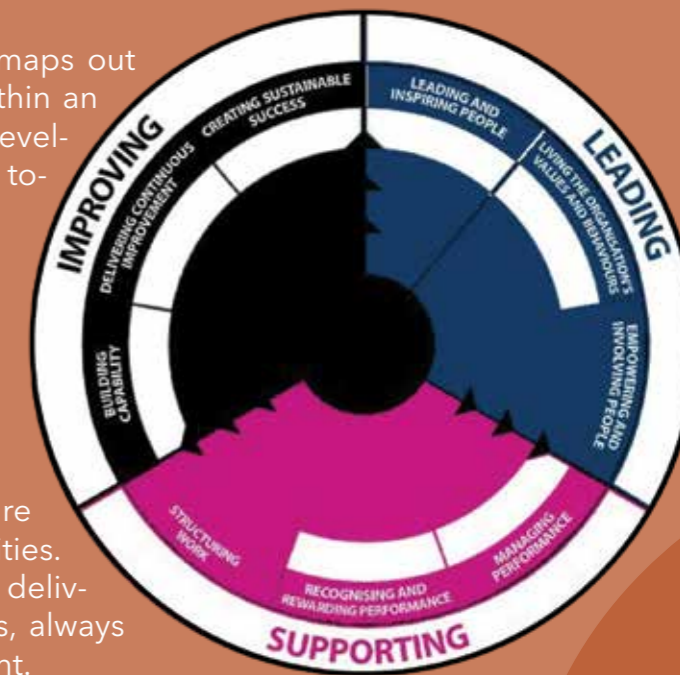 maps out
thin an
evel-
to-
re
ties.
deliv-
s, always
nt.
IMPROVING
CREATING SUSTAINABLE
SUCCESS
DELIVERING CONTINUOUS
IMPROVEMENT
BUILDING
CAPABILITY
LEADING
LEADING AND
INSPIRING PEOPLE
LIVING THE ORGANISATION'S
VALUES AND BEHAVIOURS
EMPOWERING AND
INVOLVING PEOPLE
SUPPORTING
MANAGING
PERFORMANCE
RECOGNISING AND
REWARDING PERFORMANCE
STRUCTURING
WORK